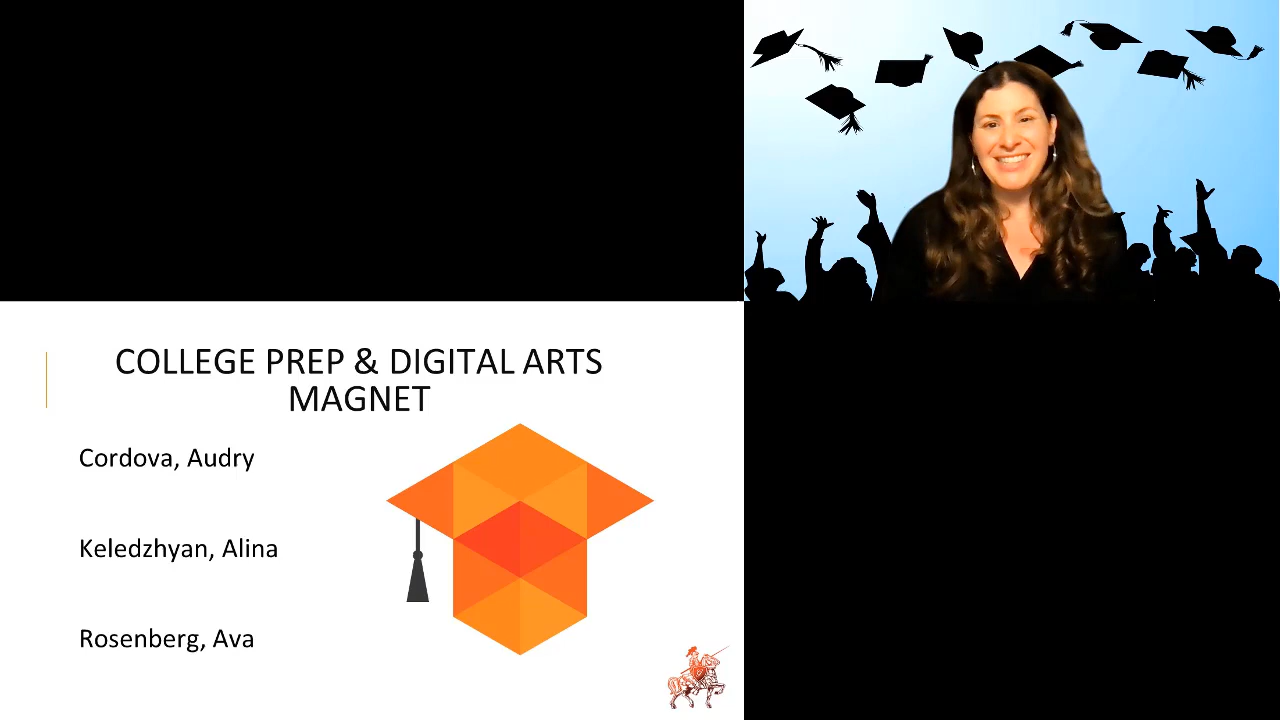 COLLEGE PREP & DIGITAL ARTS
MAGNET
Cordova, Audry
Keledzhyan, Alina
Rosenberg, Ava